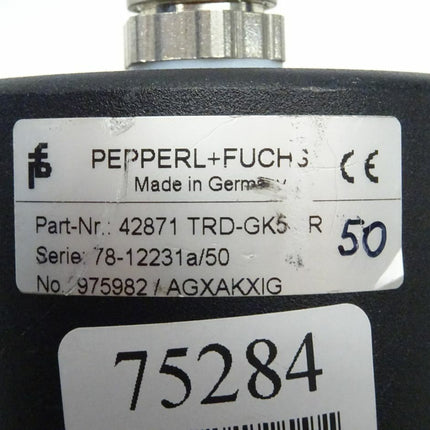 PEPPERL+FUCHS
Made in Germany
CE
Part-Nr.: 42871 TRD-GK5 R
50
Serie: 78-12231a/50
No. 975982 / AGXAKXIG
75284